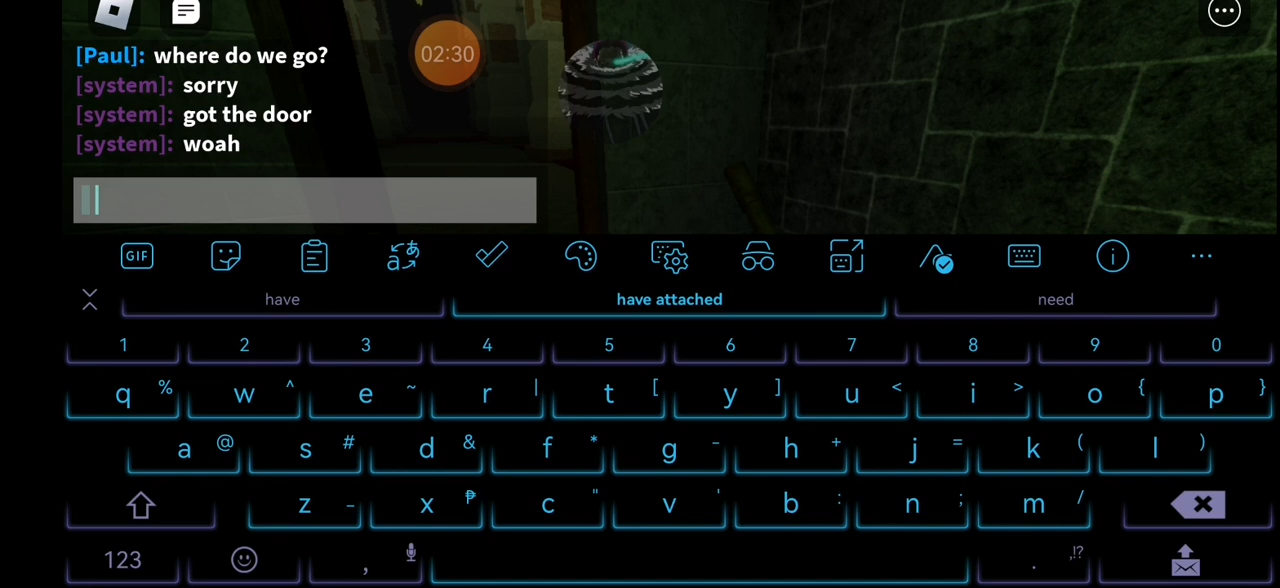 [Paul]: where do we go?
02:30
[system]: sorry
[system]: got the door
[system]: woah
GIF
have
have attached
need
1 2 3 4 5 6 7 8 9 0
q % w ^ e ~ r | t [ y ] u < i > o { p }
a @ s # d & f * g - h + j = k ( l )
z _ x ₱ c " v ' b : n ; m /
123 , . ,!?